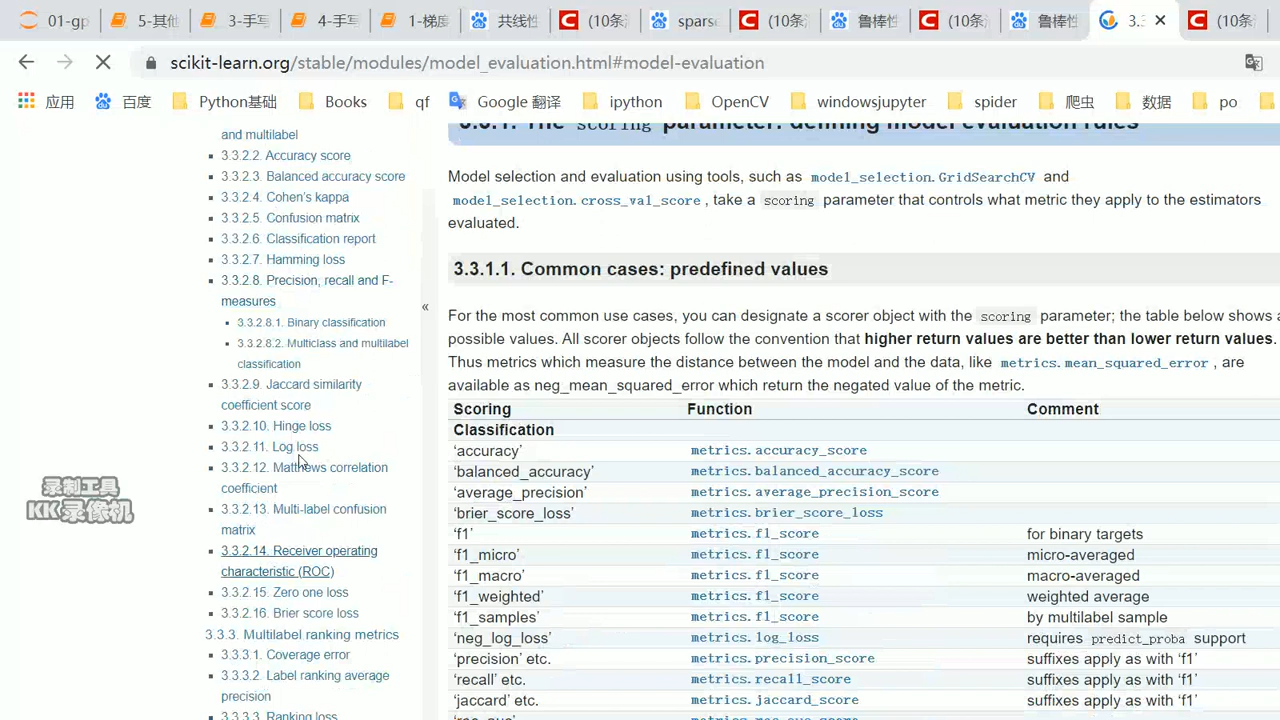 01-gp
5-其他
3-手写
4-手写
1-梯度
共线性
(10条
spars
(10条
鲁棒性
(10条
鲁棒性
3.
(10条
scikit-learn.org/stable/modules/model_evaluation.html#model-evaluation
应用
百度
Python基础
Books
qf
Google 翻译
ipython
OpenCV
windowsjupyter
spider
爬虫
数据
po
and multilabel
3.3.2.2. Accuracy score
3.3.2.3. Balanced accuracy score
3.3.2.4. Cohen's kappa
3.3.2.5. Confusion matrix
3.3.2.6. Classification report
3.3.2.7. Hamming loss
3.3.2.8. Precision, recall and F-
measures
3.3.2.8.1. Binary classification
3.3.2.8.2. Multiclass and multilabel
classification
3.3.2.9. Jaccard similarity
coefficient score
3.3.2.10. Hinge loss
3.3.2.11. Log loss
3.3.2.12. Matthews correlation
coefficient
3.3.2.13. Multi-label confusion
matrix
3.3.2.14. Receiver operating
characteristic (ROC)
3.3.2.15. Zero one loss
3.3.2.16. Brier score loss
3.3.3. Multilabel ranking metrics
3.3.3.1. Coverage error
3.3.3.2. Label ranking average
precision
3.3.3.3. Ranking loss
«
录制工具
KK录像机
3.3.1. The scoring parameter: defining model evaluation rules
Model selection and evaluation using tools, such as model_selection.GridSearchCV and
model_selection.cross_val_score, take a scoring parameter that controls what metric they apply to the estimators
evaluated.
3.3.1.1. Common cases: predefined values
For the most common use cases, you can designate a scorer object with the scoring parameter; the table below shows a
possible values. All scorer objects follow the convention that higher return values are better than lower return values.
Thus metrics which measure the distance between the model and the data, like metrics.mean_squared_error, are
available as neg_mean_squared_error which return the negated value of the metric.
Scoring Function Comment
Classification
‘accuracy’ metrics.accuracy_score
‘balanced_accuracy’ metrics.balanced_accuracy_score
‘average_precision’ metrics.average_precision_score
‘brier_score_loss’ metrics.brier_score_loss
‘f1’ metrics.f1_score for binary targets
‘f1_micro’ metrics.f1_score micro-averaged
‘f1_macro’ metrics.f1_score macro-averaged
‘f1_weighted’ metrics.f1_score weighted average
‘f1_samples’ metrics.f1_score by multilabel sample
‘neg_log_loss’ metrics.log_loss requires predict_proba support
‘precision’ etc. metrics.precision_score suffixes apply as with ‘f1’
‘recall’ etc. metrics.recall_score suffixes apply as with ‘f1’
‘jaccard’ etc. metrics.jaccard_score suffixes apply as with ‘f1’